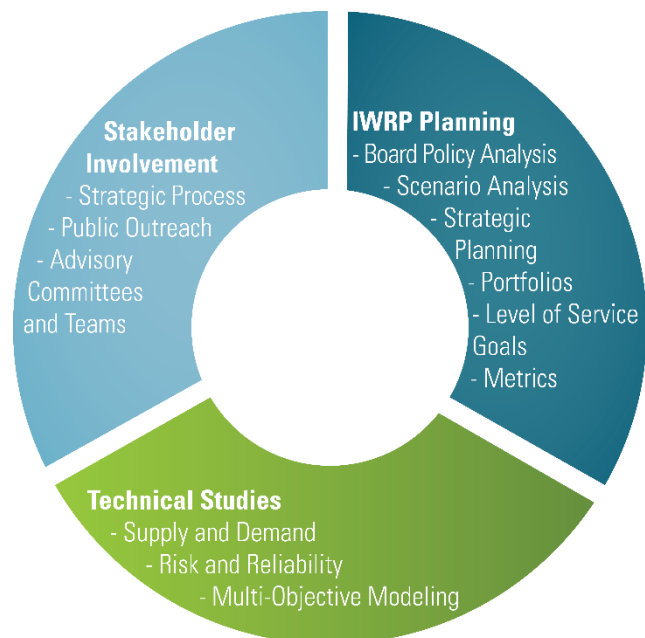 Stakeholder
Involvement
- Strategic Process
- Public Outreach
- Advisory
Committees
and Teams
IWRP Planning
- Board Policy Analysis
- Scenario Analysis
- Strategic
Planning
- Portfolios
- Level of Service
Goals
- Metrics
Technical Studies
- Supply and Demand
- Risk and Reliability
- Multi-Objective Modeling